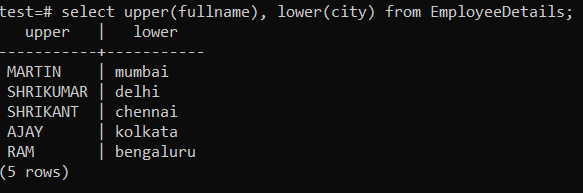 test=# select upper(fullname), lower(city) from EmployeeDetails;
   upper   |   lower
-----------+-----------
 MARTIN    | mumbai
 SHRIKUMAR | delhi
 SHRIKANT  | chennai
 AJAY      | kolkata
 RAM       | bengaluru
(5 rows)